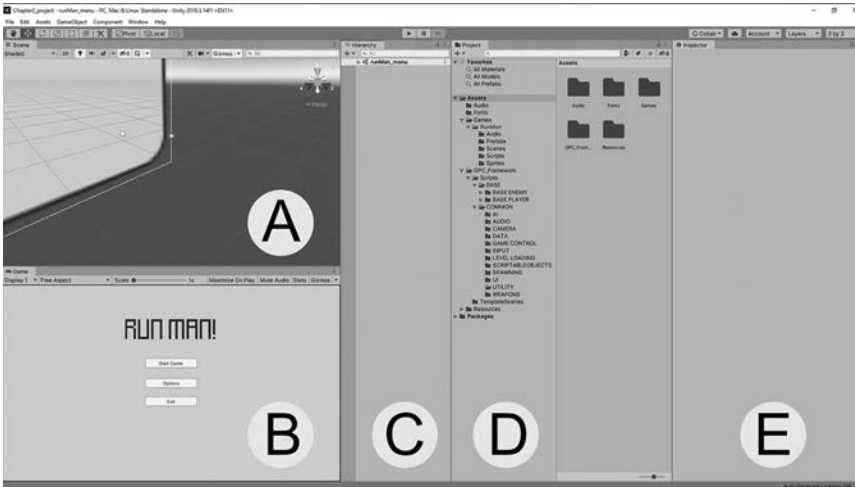 Chapter2_project - runMan_menu - PC, Mac & Linux Standalone - Unity 2019.3.14f1 <DX11>
File Edit Assets GameObject Component Window Help
Pivot Local
Collab Account Layers 2 by 3
Scene
Shaded 2D Gizmos All
Persp
A
Game
Display 1 Free Aspect Scale 1x Maximize On Play Mute Audio Stats Gizmos
RUN MAN!
Start Game
Options
Exit
B
Hierarchy
All
runMan_menu
C
Project
Favorites
All Materials
All Models
All Prefabs
Assets
Audio
Fonts
Games
RunMan
Audio
Prefabs
Scenes
Scripts
Sprites
GPC_Framework
Scripts
BASE
BASE ENEMY
BASE PLAYER
COMMON
AI
AUDIO
CAMERA
DATA
GAME CONTROL
INPUT
LEVEL LOADING
SCRIPTABLEOBJECTS
SPAWNING
UI
UTILITY
WEAPONS
TemplateScenes
Resources
Packages
D
Assets
Audio Fonts Games
GPC_Fram... Resources
Inspector
E